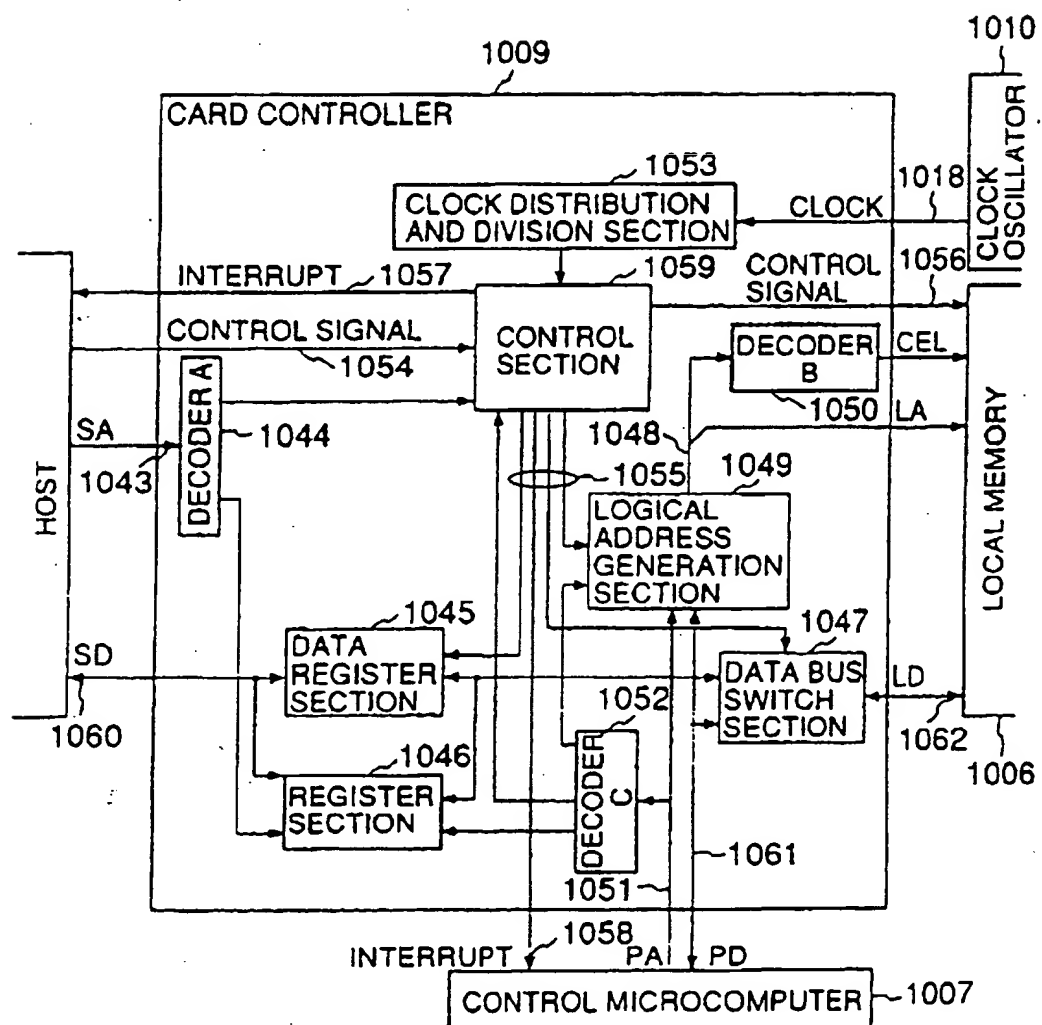 1010
1009
CARD CONTROLLER
CLOCK
OSCILLATOR
1053
CLOCK DISTRIBUTION
AND DIVISION SECTION
CLOCK
1018
INTERRUPT
1057
1059
CONTROL
SIGNAL
1056
CONTROL SIGNAL
1054
CONTROL
SECTION
DECODER
B
CEL
1050
LA
HOST
SA
1043
DECODER A
1044
1048
1055
1049
LOGICAL
ADDRESS
GENERATION
SECTION
LOCAL MEMORY
1045
DATA
REGISTER
SECTION
SD
1060
1047
DATA BUS
SWITCH
SECTION
LD
1062
1006
1052
DECODER
C
1046
REGISTER
SECTION
1061
1051
INTERRUPT
1058
PA
PD
CONTROL MICROCOMPUTER
1007